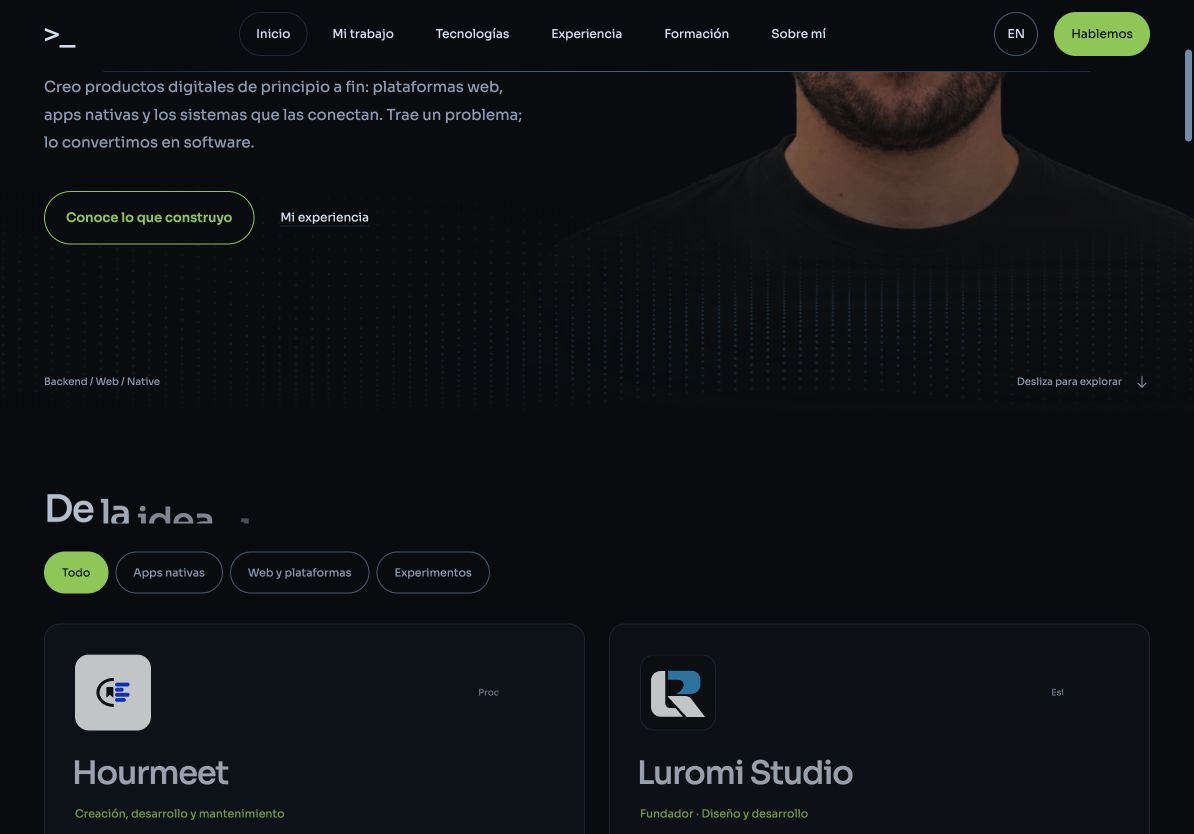 >_
Inicio
Mi trabajo
Tecnologías
Experiencia
Formación
Sobre mí
EN
Hablemos
Creo productos digitales de principio a fin: plataformas web,
apps nativas y los sistemas que las conectan. Trae un problema;
lo convertimos en software.
Conoce lo que construyo
Mi experiencia
Backend / Web / Native
Desliza para explorar
De la idea
Todo
Apps nativas
Web y plataformas
Experimentos
Hourmeet
Creación, desarrollo y mantenimiento
Luromi Studio
Fundador · Diseño y desarrollo